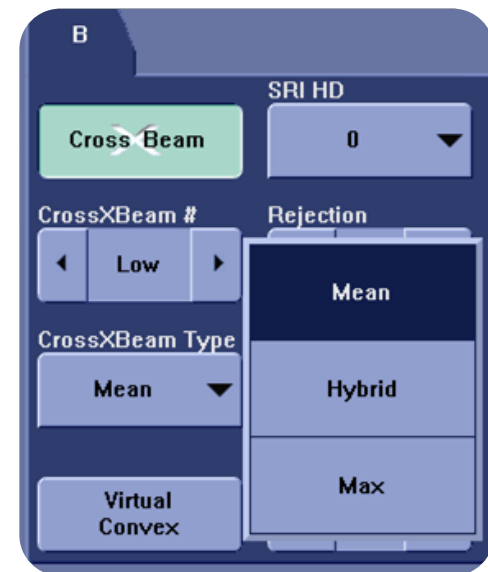 B
SRI HD
Cross Beam
0
CrossXBeam #
Rejection
Low
Mean
CrossXBeam Type
Mean
Hybrid
Max
Virtual
Convex